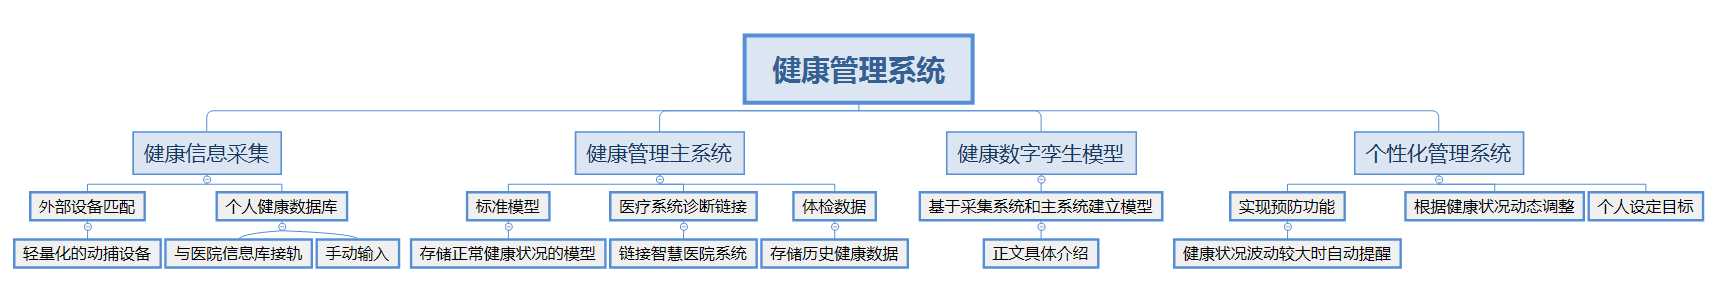 健康管理系统
健康信息采集
健康管理主系统
健康数字孪生模型
个性化管理系统
外部设备匹配
个人健康数据库
标准模型
医疗系统诊断链接
体检数据
基于采集系统和主系统建立模型
实现预防功能
根据健康状况动态调整
个人设定目标
轻量化的动捕设备
与医院信息库接轨
手动输入
存储正常健康状况的模型
链接智慧医院系统
存储历史健康数据
正文具体介绍
健康状况波动较大时自动提醒